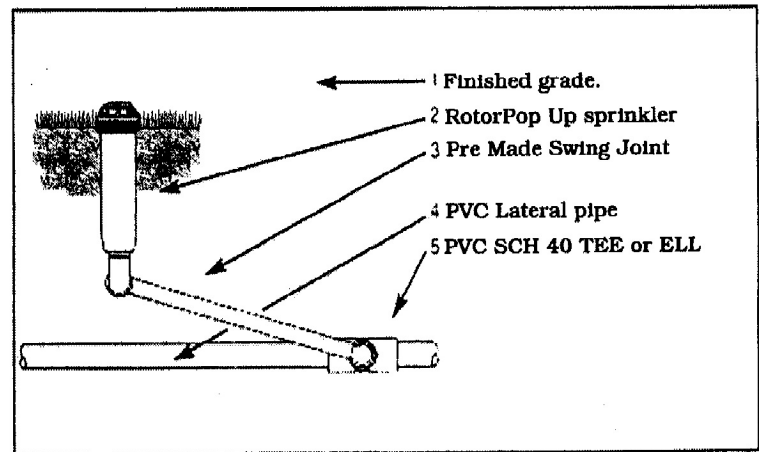 1 Finished grade.
2 RotorPop Up sprinkler
3 Pre Made Swing Joint
4 PVC Lateral pipe
5 PVC SCH 40 TEE or ELL